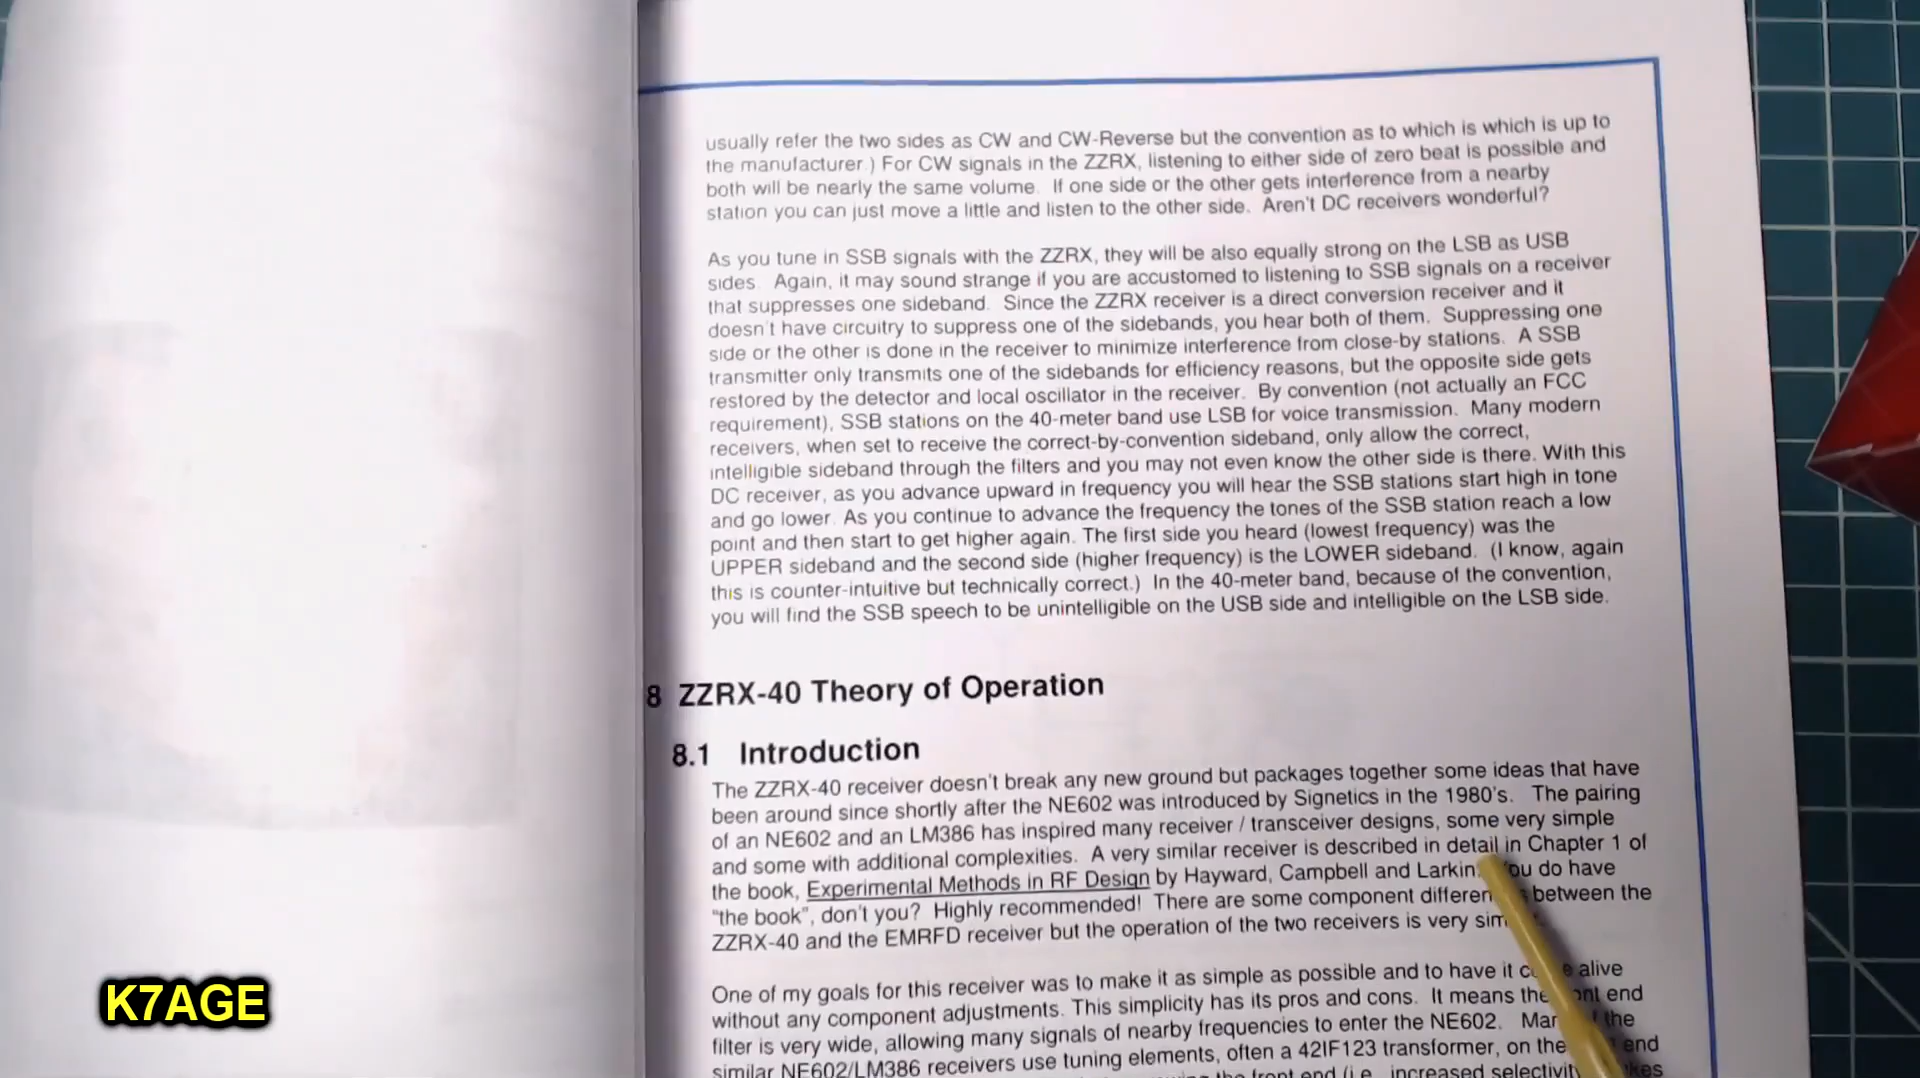 usually refer the two sides as CW and CW-Reverse but the convention as to which is which is up to
the manufacturer.) For CW signals in the ZZRX, listening to either side of zero beat is possible and
both will be nearly the same volume. If one side or the other gets interference from a nearby
station you can just move a little and listen to the other side. Aren't DC receivers wonderful?
As you tune in SSB signals with the ZZRX, they will be also equally strong on the LSB as USB
sides. Again, it may sound strange if you are accustomed to listening to SSB signals on a receiver
that suppresses one sideband. Since the ZZRX receiver is a direct conversion receiver and it
doesn't have circuitry to suppress one of the sidebands, you hear both of them. Suppressing one
side or the other is done in the receiver to minimize interference from close-by stations. A SSB
transmitter only transmits one of the sidebands for efficiency reasons, but the opposite side gets
restored by the detector and local oscillator in the receiver. By convention (not actually an FCC
requirement), SSB stations on the 40-meter band use LSB for voice transmission. Many modern
receivers, when set to receive the correct-by-convention sideband, only allow the correct,
intelligible sideband through the filters and you may not even know the other side is there. With this
DC receiver, as you advance upward in frequency you will hear the SSB stations start high in tone
and go lower. As you continue to advance the frequency the tones of the SSB station reach a low
point and then start to get higher again. The first side you heard (lowest frequency) was the
UPPER sideband and the second side (higher frequency) is the LOWER sideband. (I know, again
this is counter-intuitive but technically correct.) In the 40-meter band, because of the convention,
you will find the SSB speech to be unintelligible on the USB side and intelligible on the LSB side.
8 ZZRX-40 Theory of Operation
8.1 Introduction
The ZZRX-40 receiver doesn't break any new ground but packages together some ideas that have
been around since shortly after the NE602 was introduced by Signetics in the 1980's. The pairing
of an NE602 and an LM386 has inspired many receiver / transceiver designs, some very simple
and some with additional complexities. A very similar receiver is described in detail in Chapter 1 of
the book, Experimental Methods in RF Design by Hayward, Campbell and Larkin. do have
"the book", don't you? Highly recommended! There are some component between the
ZZRX-40 and the EMRFD receiver but the operation of the two receivers is very
One of my goals for this receiver was to make it as simple as possible and to have it alive
without any component adjustments. This simplicity has its pros and cons. It means the end
filter is very wide, allowing many signals of nearby frequencies to enter the NE602. the
similar NE602/LM386 receivers use tuning elements, often a 42IF123 transformer, on the end
the front end (i.e. increased
K7AGE